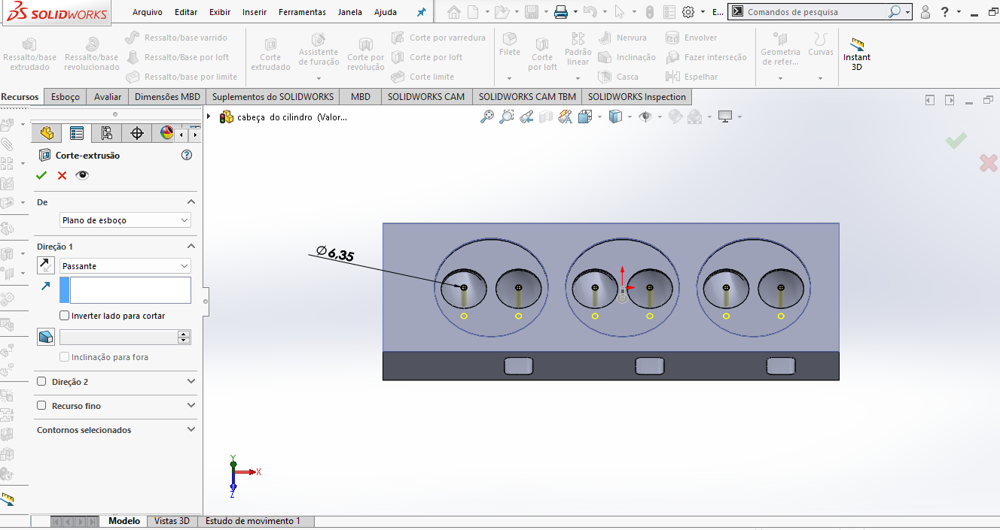 SOLIDWORKS
Arquivo Editar Exibir Inserir Ferramentas Janela Ajuda
E...
Comandos de pesquisa
?
Ressalto/base extrudado
Ressalto/base revolucionado
Ressalto/base varrido
Ressalto/Base por loft
Ressalto/base por limite
Corte extrudado
Assistente de furação
Corte por revolução
Corte por varredura
Corte por loft
Corte limite
Filete
Corte por loft
Padrão linear
Nervura
Inclinação
Casca
Envolver
Fazer interseção
Espelhar
Geometria de refer...
Curvas
Instant 3D
Recursos Esboço Avaliar Dimensões MBD Suplementos do SOLIDWORKS MBD SOLIDWORKS CAM SOLIDWORKS CAM TBM SOLIDWORKS Inspection
cabeça do cilindro (Valor...
Corte-extrusão
?
De
Plano de esboço
Direção 1
Passante
Inverter lado para cortar
Inclinação para fora
Direção 2
Recurso fino
Contornos selecionados
Ø6,35
Y
X
Z
Modelo Vistas 3D Estudo de movimento 1